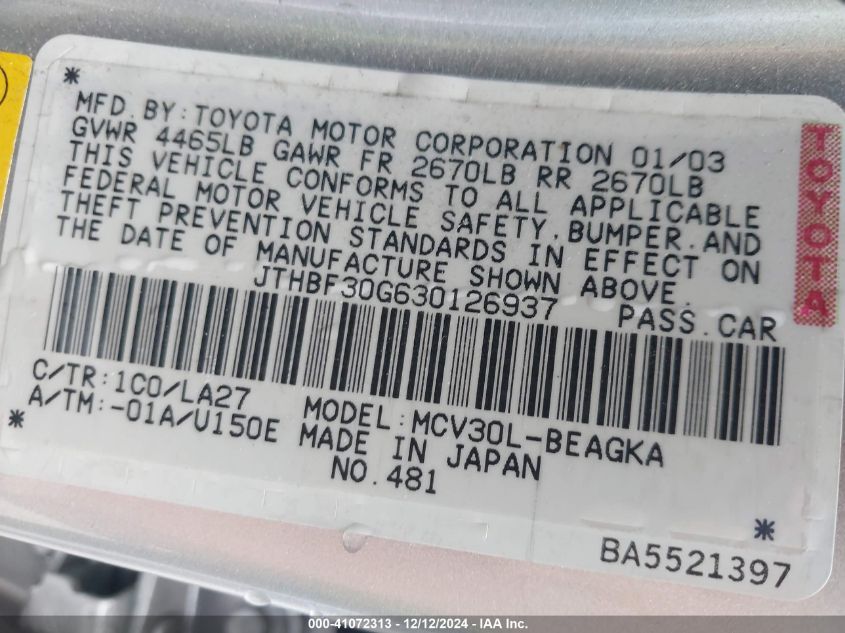 MFD.BY:TOYOTA MOTOR CORPORATION 01/03
GVWR 4465LB GAWR FR 2670LB RR 2670LB
THIS VEHICLE CONFORMS TO ALL APPLICABLE
FEDERAL MOTOR VEHICLE SAFETY,BUMPER,AND
THEFT PREVENTION STANDARDS IN EFFECT ON
THE DATE OF MANUFACTURE SHOWN ABOVE.
JTHBF30G630126937 PASS.CAR
C/TR:1C0/LA27 MODEL:MCV30L-BEAGKA
A/TM:-01A/U150E MADE IN JAPAN
NO.481
BA5521397
TOYOTA
000-41072313 - 12/12/2024 - IAA Inc.